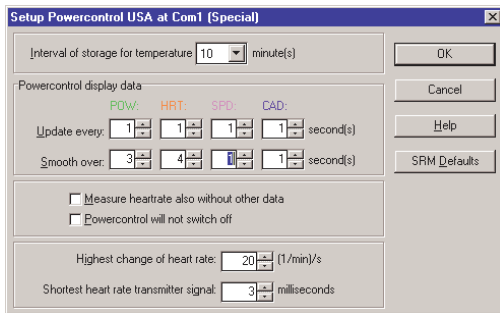 Setup Powercontrol USA at Com1 (Special)
Interval of storage for temperature 10 minute(s)
OK
Powercontrol display data
Cancel
POW: HRT: SPD: CAD:
Update every: 1 1 1 1 second(s)
Help
Smooth over: 3 4 1 1 second(s)
SRM Defaults
Measure heartrate also without other data
Powercontrol will not switch off
Highest change of heart rate: 20 (1/min)/s
Shortest heart rate transmitter signal: 3 milliseconds